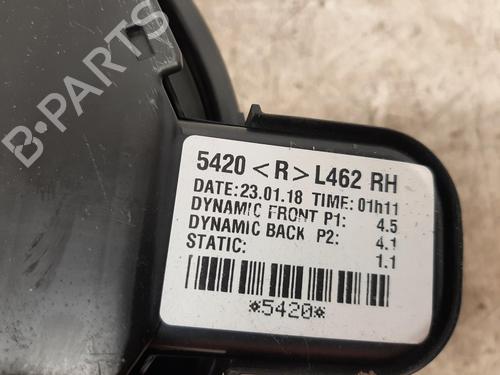 B-PARTS
5420 <R> L462 RH
DATE:23.01.18 TIME: 01h11
DYNAMIC FRONT P1: 4.5
DYNAMIC BACK P2: 4.1
STATIC: 1.1
*5420*